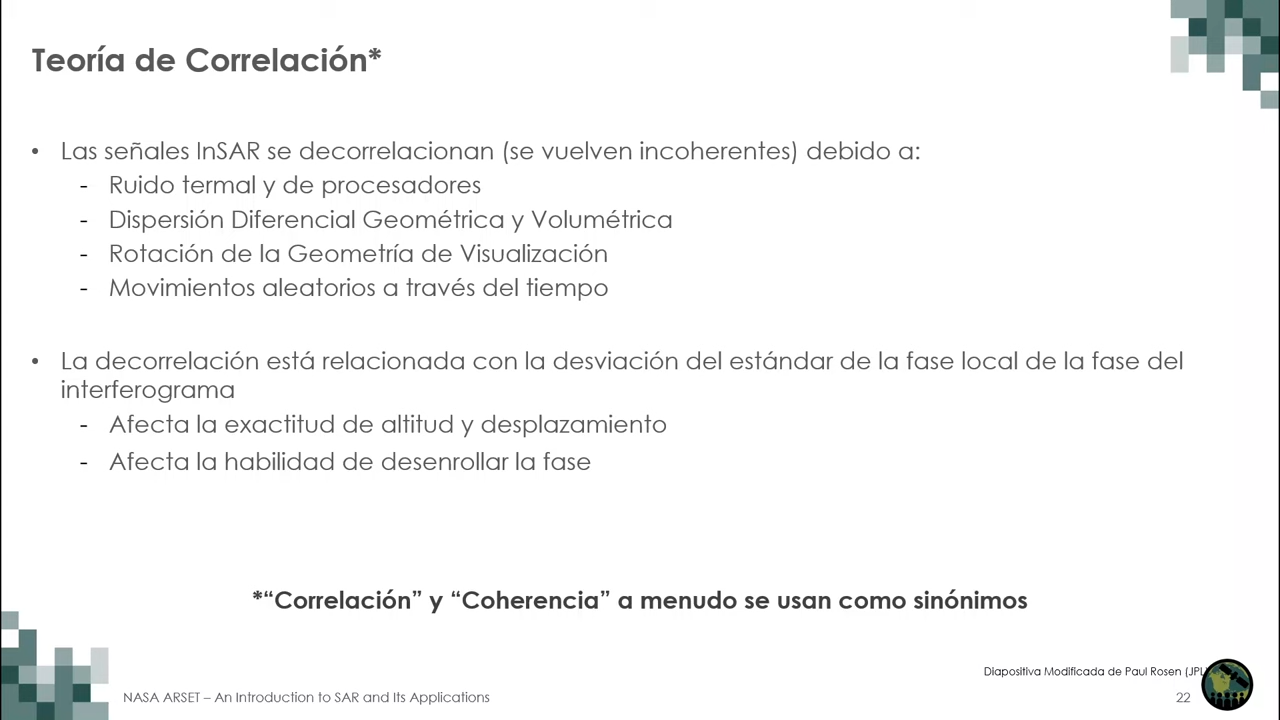 Teoría de Correlación*
• Las señales InSAR se decorrelacionan (se vuelven incoherentes) debido a:
- Ruido termal y de procesadores
- Dispersión Diferencial Geométrica y Volumétrica
- Rotación de la Geometría de Visualización
- Movimientos aleatorios a través del tiempo
• La decorrelación está relacionada con la desviación del estándar de la fase local de la fase del
interferograma
- Afecta la exactitud de altitud y desplazamiento
- Afecta la habilidad de desenrollar la fase
*“Correlación” y “Coherencia” a menudo se usan como sinónimos
Diapositiva Modificada de Paul Rosen (JPL
NASA ARSET – An Introduction to SAR and Its Applications
22